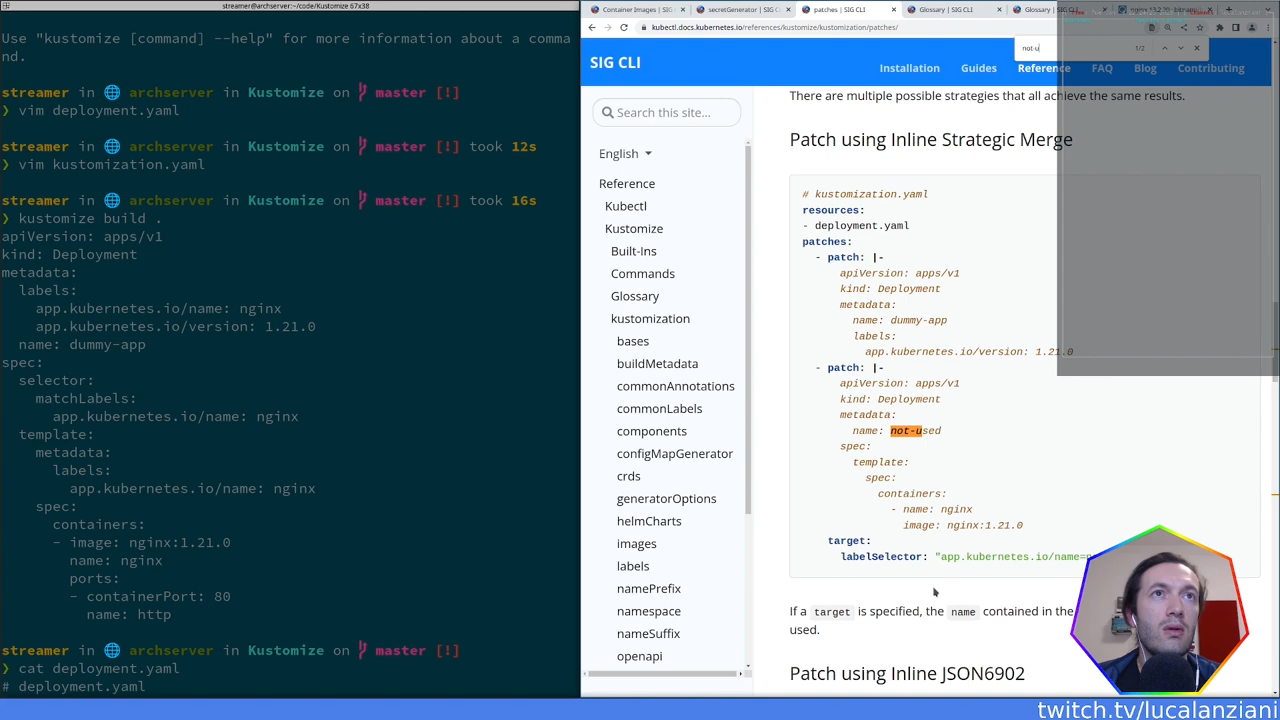 streamer@archserver:~/code/Kustomize 67x38
Use "kustomize [command] --help" for more information about a comma
nd.
streamer in 🌐 archserver in Kustomize on master [!]
❯ vim deployment.yaml
streamer in 🌐 archserver in Kustomize on master [!] took 12s
❯ vim kustomization.yaml
streamer in 🌐 archserver in Kustomize on master [!] took 16s
❯ kustomize build .
apiVersion: apps/v1
kind: Deployment
metadata:
  labels:
    app.kubernetes.io/name: nginx
    app.kubernetes.io/version: 1.21.0
  name: dummy-app
spec:
  selector:
    matchLabels:
      app.kubernetes.io/name: nginx
  template:
    metadata:
      labels:
        app.kubernetes.io/name: nginx
    spec:
      containers:
      - image: nginx:1.21.0
        name: nginx
        ports:
        - containerPort: 80
          name: http
streamer in 🌐 archserver in Kustomize on master [!]
❯ cat deployment.yaml
# deployment.yaml
Container Images | SIG
secretGenerator | SIG C
patches | SIG CLI
Glossary | SIG CLI
Glossary | SIG CLI
nginx 13.2.20
kubectl.docs.kubernetes.io/references/kustomize/kustomization/patches/
not-u
1/2
SIG CLI
Installation
Guides
Reference
FAQ
Blog
Contributing
Search this site...
English
Reference
Kubectl
Kustomize
Built-Ins
Commands
Glossary
kustomization
bases
buildMetadata
commonAnnotations
commonLabels
components
configMapGenerator
crds
generatorOptions
helmCharts
images
labels
namePrefix
namespace
nameSuffix
openapi
There are multiple possible strategies that all achieve the same results.
Patch using Inline Strategic Merge
# kustomization.yaml
resources:
- deployment.yaml
patches:
  - patch: |-
      apiVersion: apps/v1
      kind: Deployment
      metadata:
        name: dummy-app
        labels:
          app.kubernetes.io/version: 1.21.0
  - patch: |-
      apiVersion: apps/v1
      kind: Deployment
      metadata:
        name: not-used
      spec:
        template:
          spec:
            containers:
              - name: nginx
                image: nginx:1.21.0
    target:
      labelSelector: "app.kubernetes.io/name=
If a target is specified, the name contained in the
used.
Patch using Inline JSON6902
twitch.tv/lucalanziani